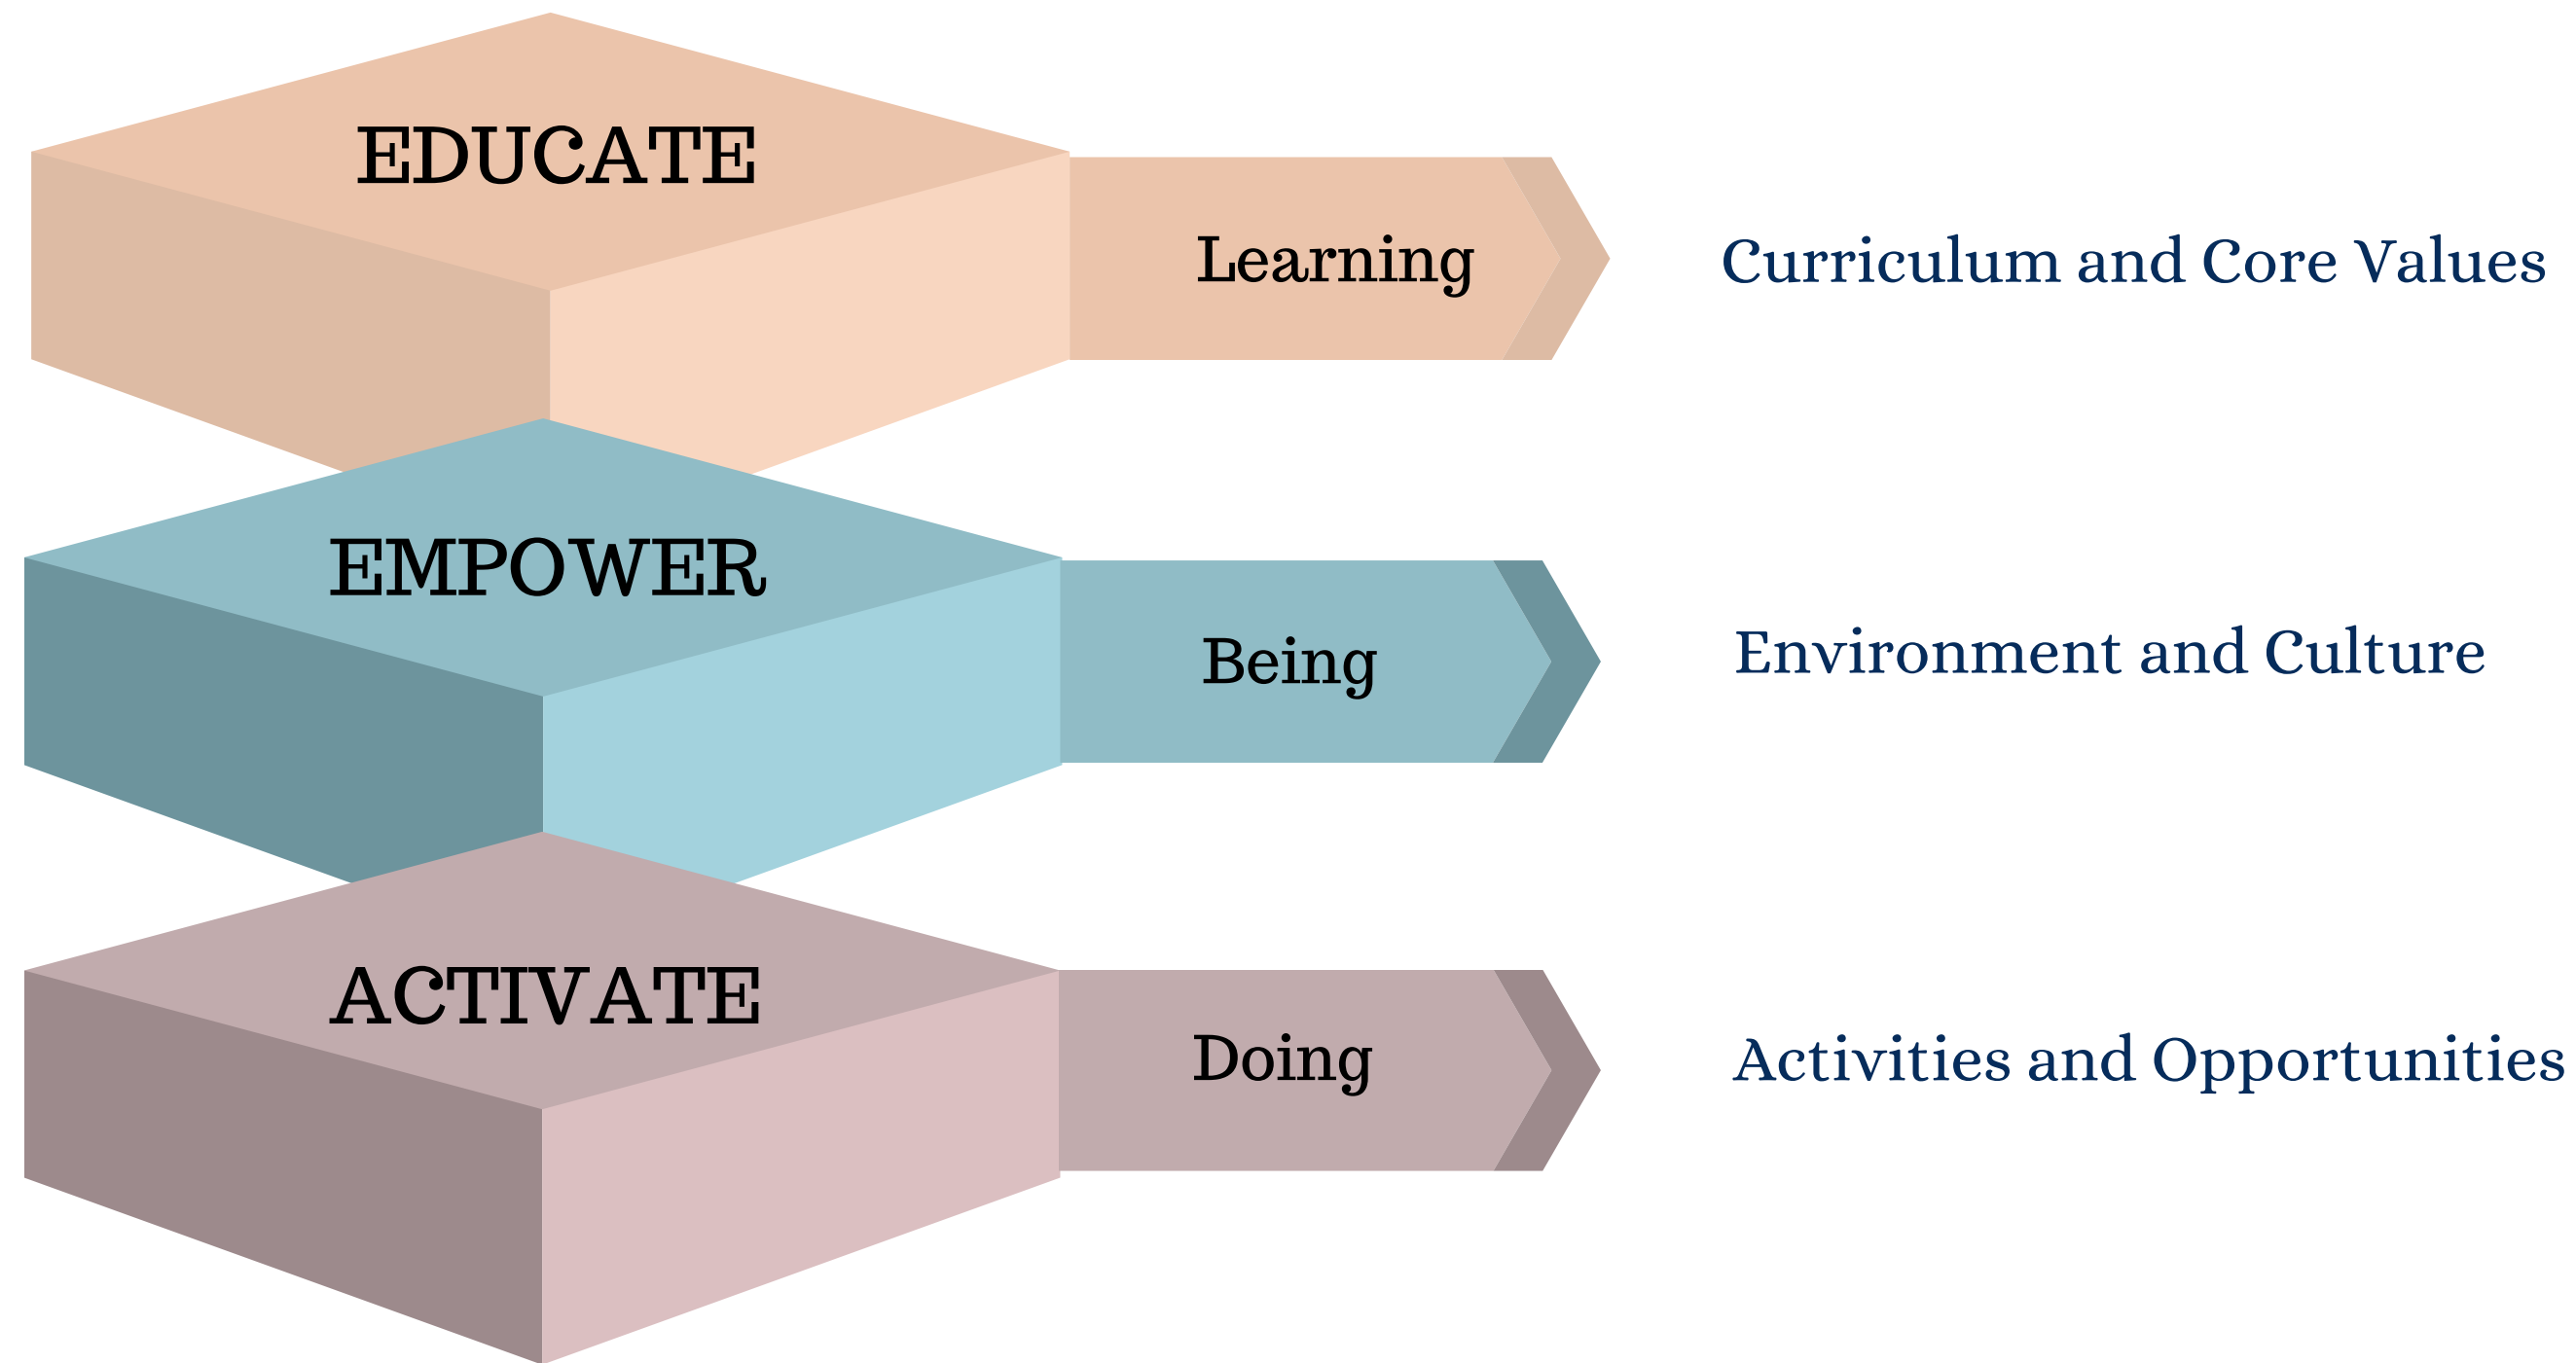 EDUCATE
Learning
Curriculum and Core Values
EMPOWER
Being
Environment and Culture
ACTIVATE
Doing
Activities and Opportunities